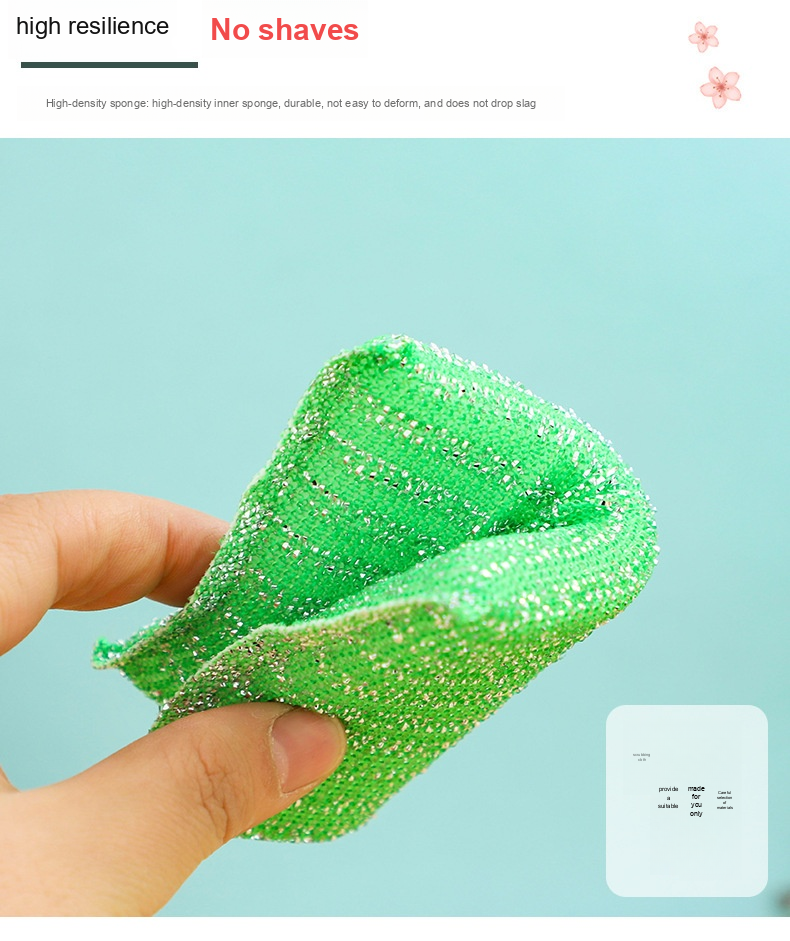 high resilience
No shaves
High-density sponge: high-density inner sponge, durable, not easy to deform, and does not drop slag
provide
a
suitable
made
for
you
only
Careful
selection
of
materials